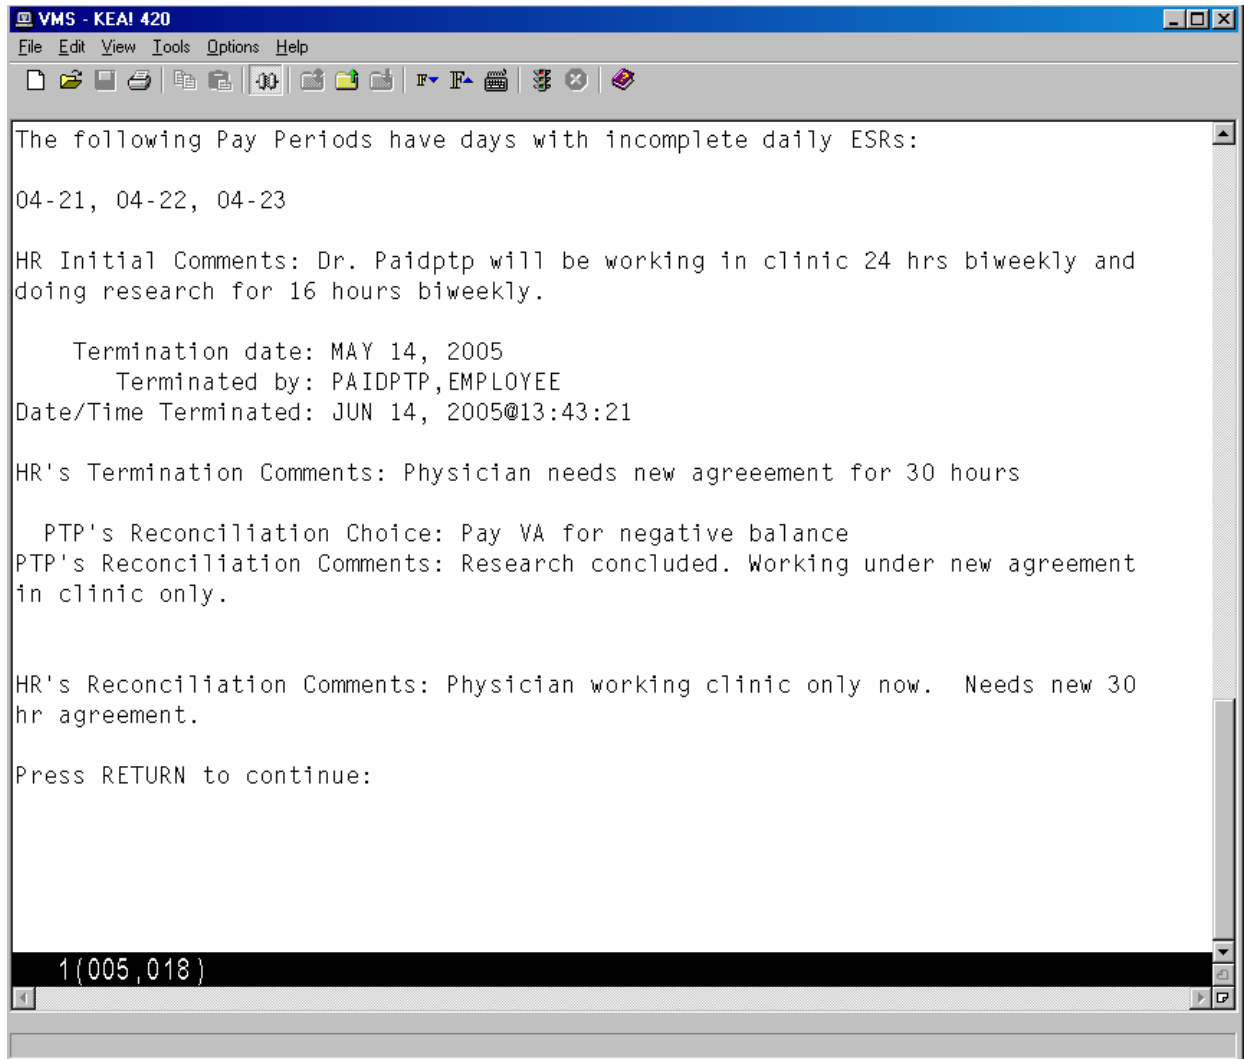 VMS - KEA! 420
File Edit View Tools Options Help
The following Pay Periods have days with incomplete daily ESRs:
04-21, 04-22, 04-23
HR Initial Comments: Dr. Paidptp will be working in clinic 24 hrs biweekly and
doing research for 16 hours biweekly.
Termination date: MAY 14, 2005
Terminated by: PAIDPTP,EMPLOYEE
Date/Time Terminated: JUN 14, 2005@13:43:21
HR's Termination Comments: Physician needs new agreeement for 30 hours
PTP's Reconciliation Choice: Pay VA for negative balance
PTP's Reconciliation Comments: Research concluded. Working under new agreement
in clinic only.
HR's Reconciliation Comments: Physician working clinic only now.  Needs new 30
hr agreement.
Press RETURN to continue:
1(005,018)